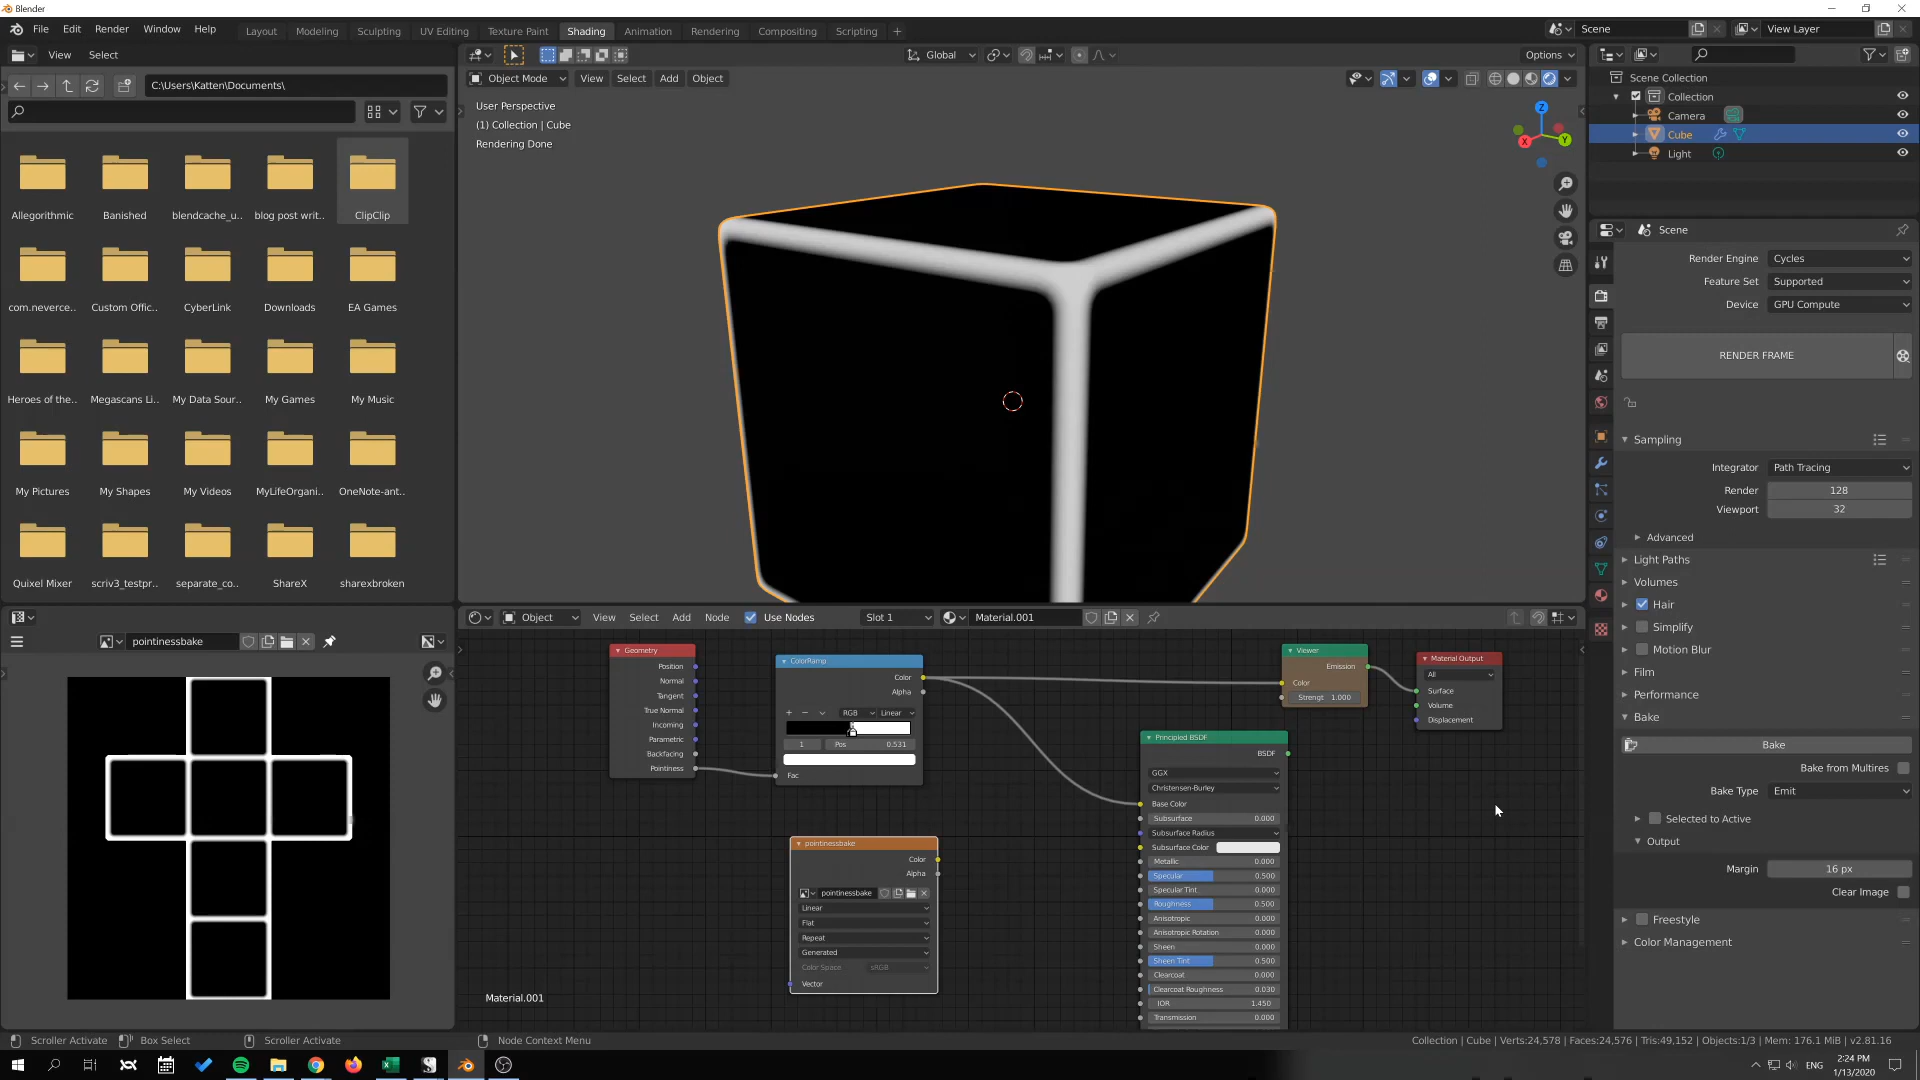 Blender
File Edit Render Window Help
Layout Modeling Sculpting UV Editing Texture Paint Shading Animation Rendering Compositing Scripting +
Scene
View Layer
View Select
C:\Users\Katten\Documents\
Allegorithmic Banished blendcache_u.. blog post writ.. ClipClip
com.neverce.. Custom Offic.. CyberLink Downloads EA Games
Heroes of the.. Megascans Li.. My Data Sour.. My Games My Music
My Pictures My Shapes My Videos MyLifeOrgani.. OneNote-ant..
Quixel Mixer scriv3_testpr.. separate_co.. ShareX sharexbroken
Global
Options
Object Mode View Select Add Object
User Perspective
(1) Collection | Cube
Rendering Done
Z
X
Y
Scene Collection
Collection
Camera
Cube
Light
Scene
Render Engine Cycles
Feature Set Supported
Device GPU Compute
RENDER FRAME
Sampling
Integrator Path Tracing
Render 128
Viewport 32
Advanced
Light Paths
Volumes
Hair
Simplify
Motion Blur
Film
Performance
Bake
Bake
Bake from Multires
Bake Type Emit
Selected to Active
Output
Margin 16 px
Clear Image
Freestyle
Color Management
pointinessbake
Object View Select Add Node Use Nodes Slot 1 Material.001
Geometry
Position
Normal
Tangent
True Normal
Incoming
Parametric
Backfacing
Pointiness
ColorRamp
Color
Alpha
RGB Linear
1 Pos 0.531
Fac
pointinessbake
Color
Alpha
pointinessbake
Linear
Flat
Repeat
Generated
Color Space sRGB
Vector
Viewer
Emission
Color
Strengt 1.000
Material Output
All
Surface
Volume
Displacement
Principled BSDF
BSDF
GGX
Christensen-Burley
Base Color
Subsurface 0.000
Subsurface Radius
Subsurface Color
Metallic 0.000
Specular 0.500
Specular Tint 0.000
Roughness 0.500
Anisotropic 0.000
Anisotropic Rotation 0.000
Sheen 0.000
Sheen Tint 0.500
Clearcoat 0.000
Clearcoat Roughness 0.030
IOR 1.450
Transmission 0.000
Material.001
Scroller Activate Box Select Scroller Activate Node Context Menu
Collection | Cube | Verts:24,578 | Faces:24,576 | Tris:49,152 | Objects:1/3 | Mem: 176.1 MiB | v2.81.16
ENG
2:24 PM
1/13/2020